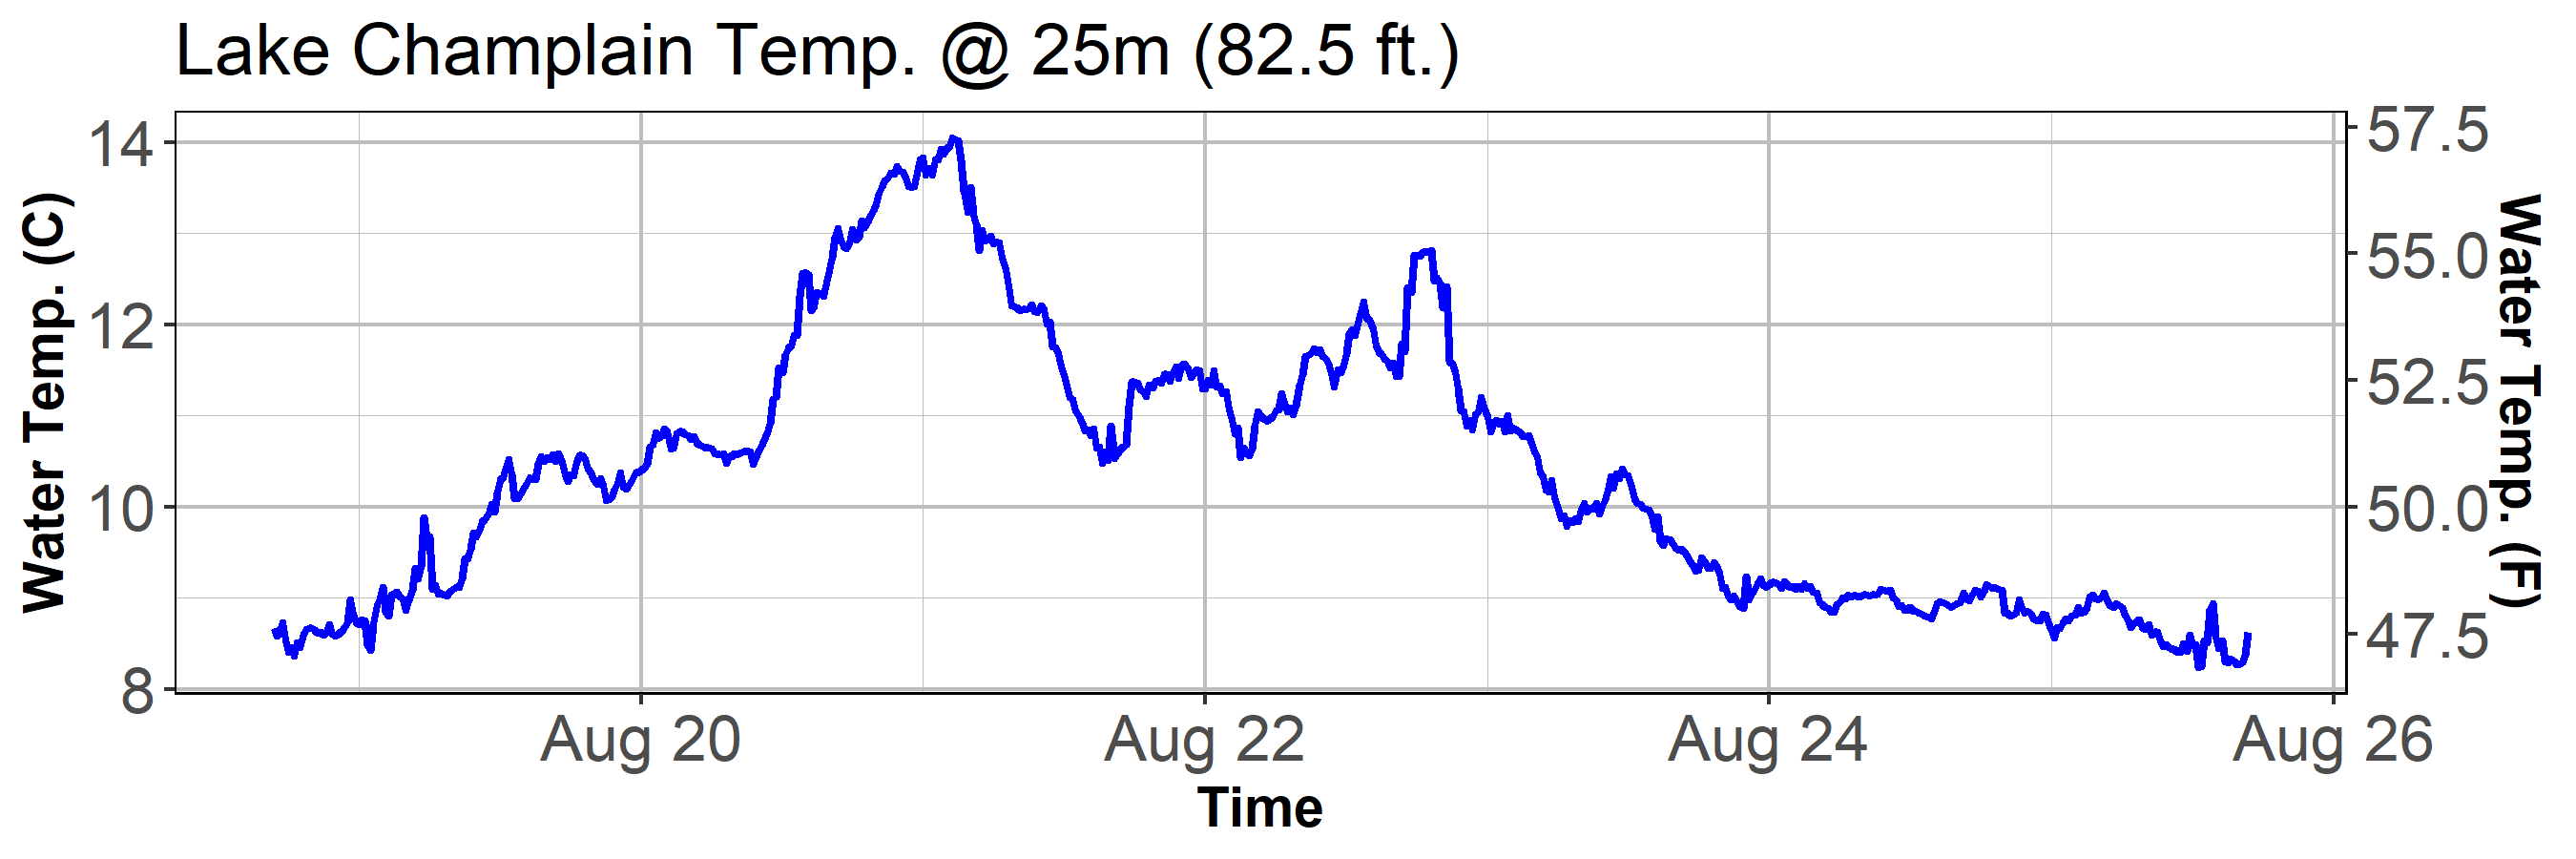 Lake Champlain Temp. @ 25m (82.5 ft.)
Water Temp. (C)
14
12
10
8
57.5
55.0
52.5
50.0
47.5
Water Temp. (F)
Aug 20
Aug 22
Aug 24
Aug 26
Time